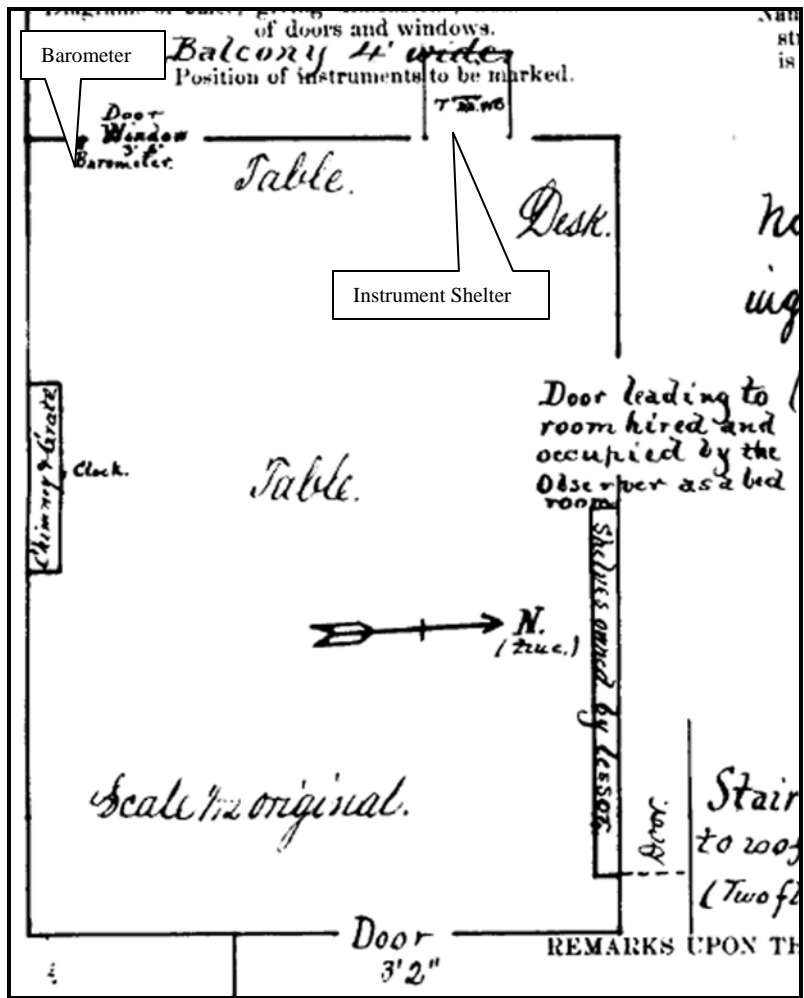 of doors and windows.
Balcony 4' wide
Position of instruments to be marked.
Barometer
Door
Window
Barometer.
Table.
Desk.
Instrument Shelter
Door leading to
room hired and
occupied by the
Observer as a bed
room
Chimney & Grate
Clock.
Table.
N.
(true.)
Shelves owned by lessor.
Scale 1/12 original.
Door
Stair
to roof
(Two fl
Door
3'2"
REMARKS UPON TH